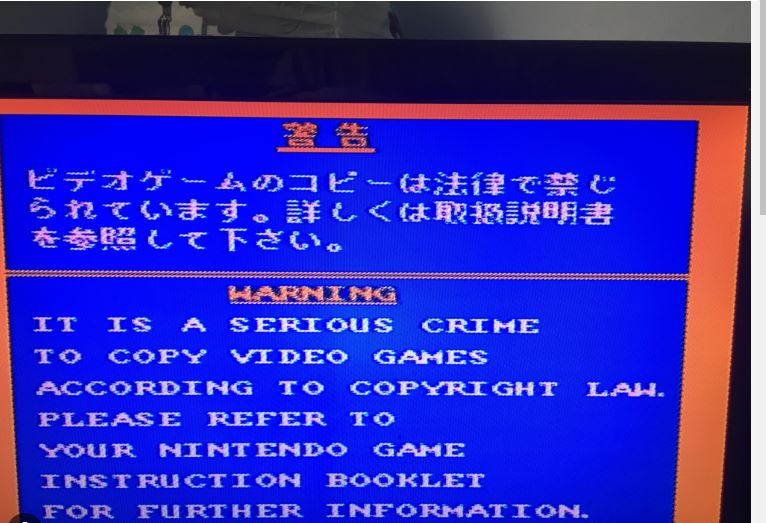 警告
ビデオゲームのコピーは法律で禁じ
られています。詳しくは取扱説明書
を参照して下さい。
WARNING
IT IS A SERIOUS CRIME
TO COPY VIDEO GAMES
ACCORDING TO COPYRIGHT LAW.
PLEASE REFER TO
YOUR NINTENDO GAME
INSTRUCTION BOOKLET
FOR FURTHER INFORMATION.